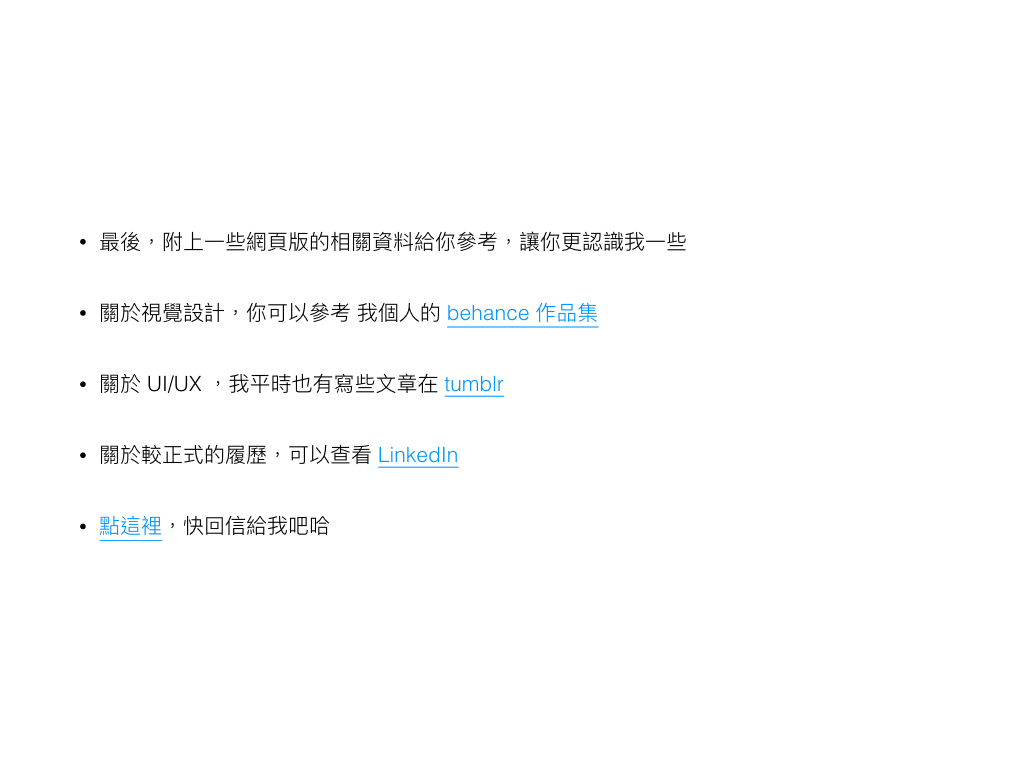 • 最後，附上一些網頁版的相關資料給你參考，讓你更認識我一些
• 關於視覺設計，你可以參考 我個人的 behance 作品集
• 關於 UI/UX ，我平時也有寫些文章在 tumblr
• 關於較正式的履歷，可以查看 LinkedIn
• 點這裡，快回信給我吧哈